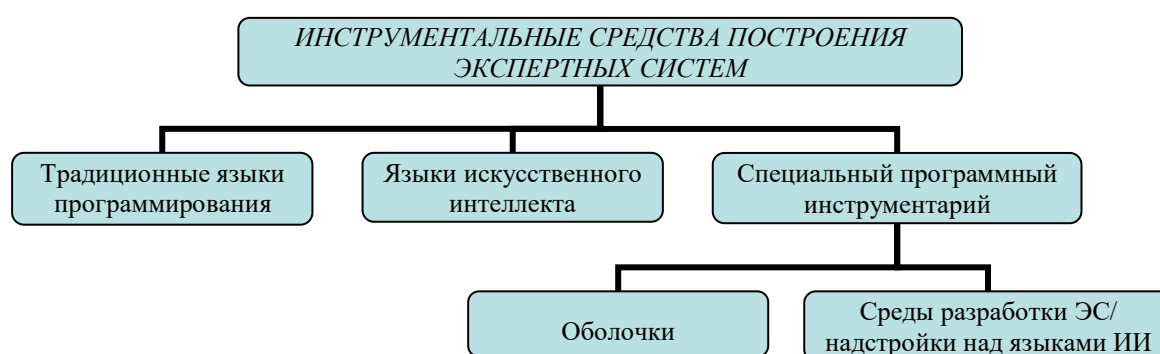 ИНСТРУМЕНТАЛЬНЫЕ СРЕДСТВА ПОСТРОЕНИЯ
ЭКСПЕРТНЫХ СИСТЕМ
Традиционные языки
программирования
Языки искусственного
интеллекта
Специальный программный
инструментарий
Оболочки
Среды разработки ЭС/
надстройки над языками ИИ